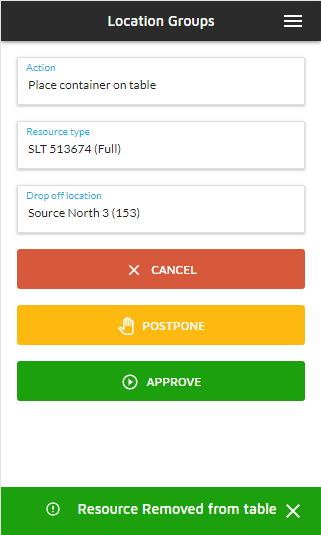 Location Groups
Action
Place container on table
Resource type
SLT 513674 (Full)
Drop off location
Source North 3 (153)
CANCEL
POSTPONE
APPROVE
Resource Removed from table